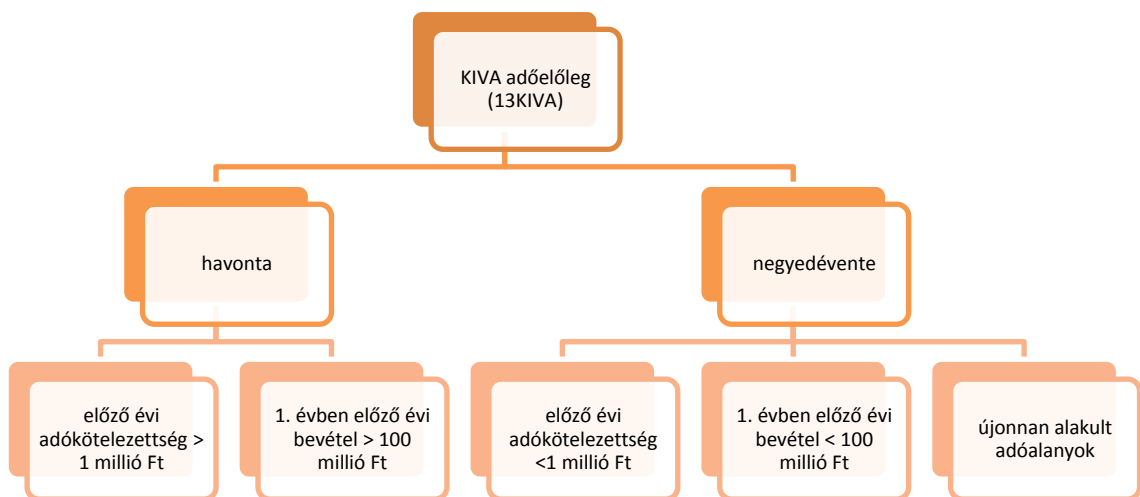 KIVA adóelőleg
(13KIVA)
havonta
negyedévente
előző évi
adókötelezettség >
1 millió Ft
1. évben előző évi
bevétel > 100
millió Ft
előző évi
adókötelezettség
<1 millió Ft
1. évben előző évi
bevétel < 100
millió Ft
újonnan alakult
adóalanyok